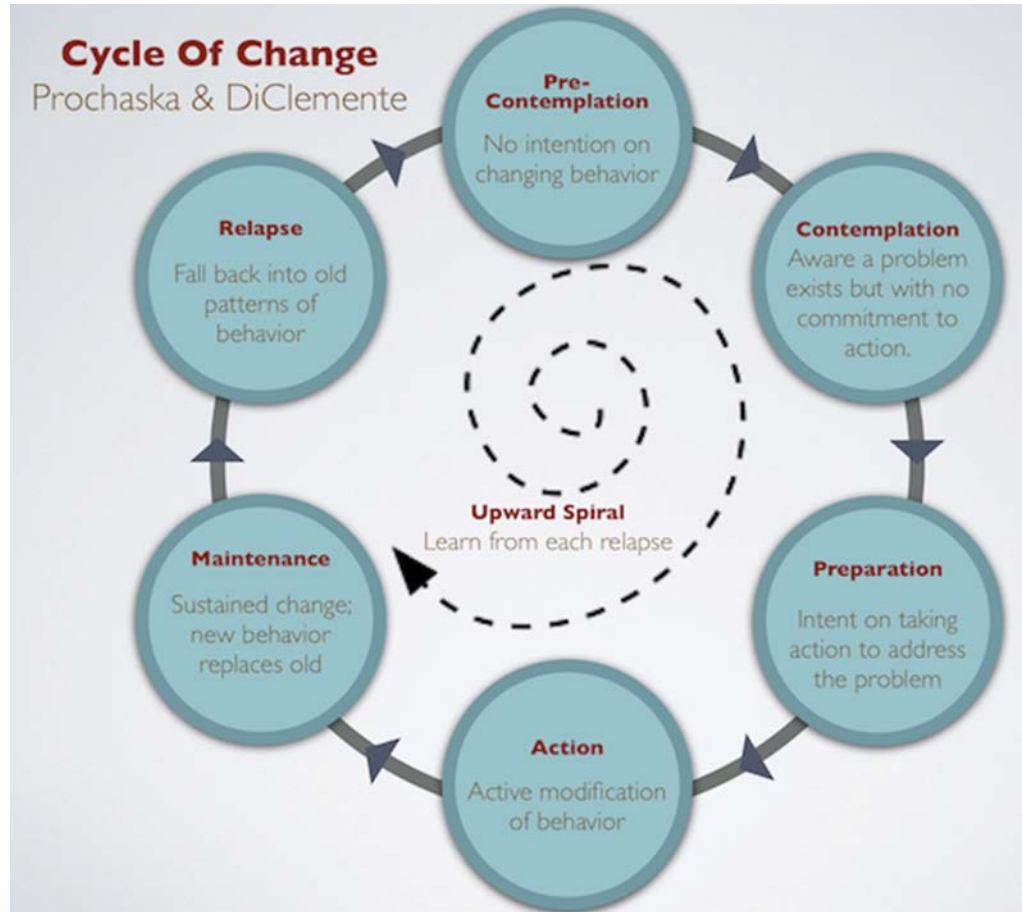 Cycle Of Change
Prochaska & DiClemente
Pre-
Contemplation
No intention on
changing behavior
Contemplation
Aware a problem
exists but with no
commitment to
action.
Preparation
Intent on taking
action to address
the problem
Action
Active modification
of behavior
Maintenance
Sustained change;
new behavior
replaces old
Relapse
Fall back into old
patterns of
behavior
Upward Spiral
Learn from each relapse